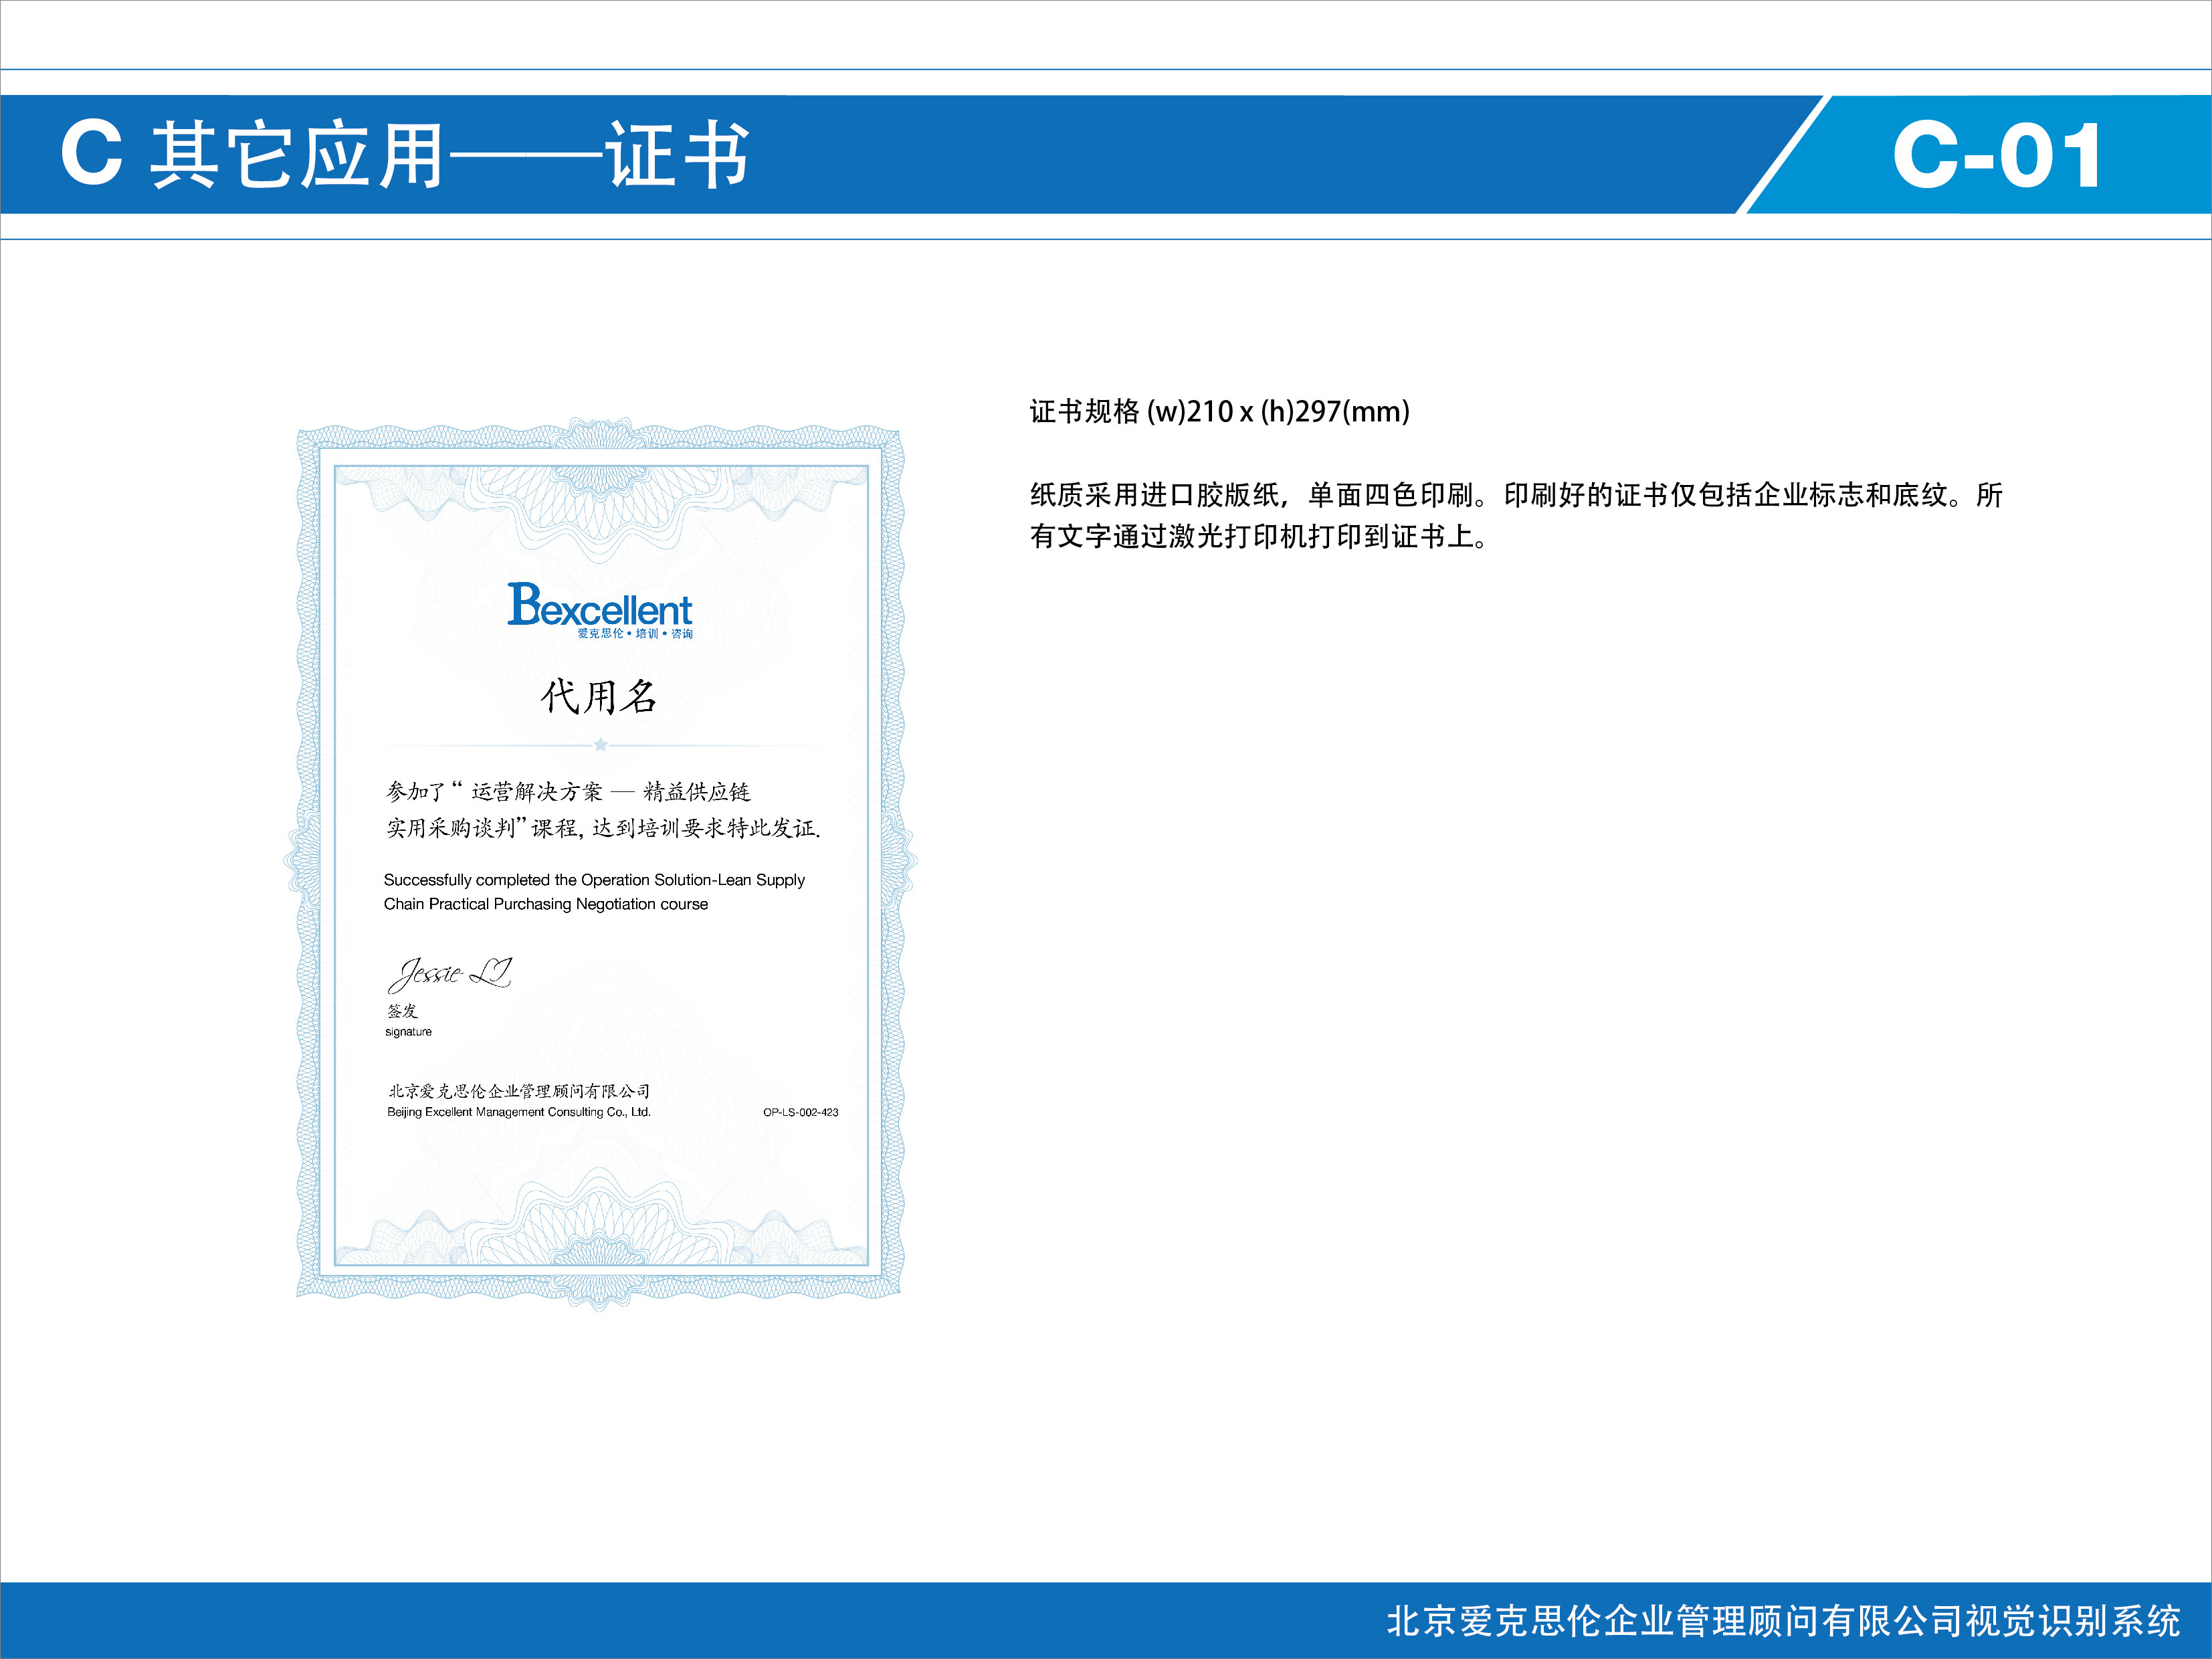 C 其它应用——证书
C-01
证书规格 (w)210 x (h)297(mm)
纸质采用进口胶版纸，单面四色印刷。印刷好的证书仅包括企业标志和底纹。所
有文字通过激光打印机打印到证书上。
Bexcellent
爱克思伦•培训•咨询
代用名
参加了“ 运营解决方案 — 精益供应链
实用采购谈判”课程, 达到培训要求特此发证.
Successfully completed the Operation Solution-Lean Supply
Chain Practical Purchasing Negotiation course
Jessie LI
签发
signature
北京爱克思伦企业管理顾问有限公司
Beijing Excellent Management Consulting Co., Ltd.
OP-LS-002-423
北京爱克思伦企业管理顾问有限公司视觉识别系统